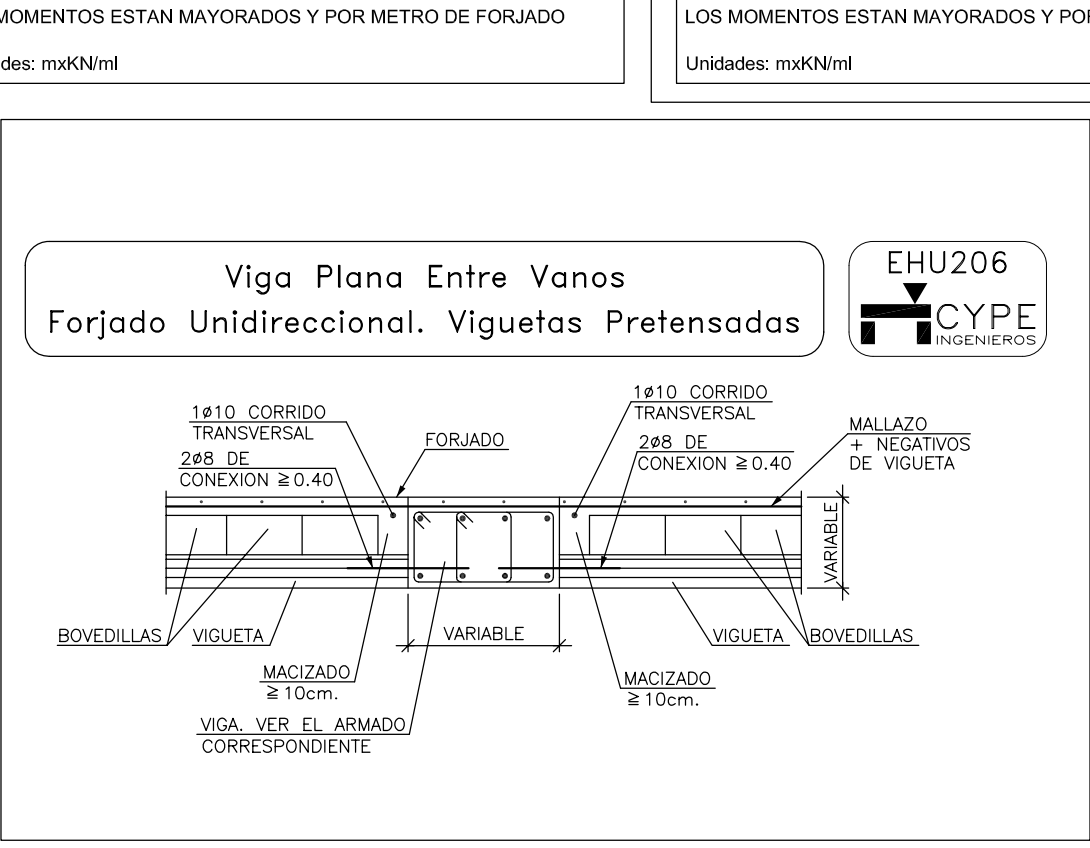 MOMENTOS ESTAN MAYORADOS Y POR METRO DE FORJADO
des: mxKN/ml
LOS MOMENTOS ESTAN MAYORADOS Y POR
Unidades: mxKN/ml
Viga Plana Entre Vanos
Forjado Unidireccional. Viguetas Pretensadas
EHU206
CYPE
INGENIEROS
1ø10 CORRIDO
TRANSVERSAL
2ø8 DE
CONEXION ≧0.40
FORJADO
1ø10 CORRIDO
TRANSVERSAL
2ø8 DE
CONEXION ≧0.40
MALLAZO
+ NEGATIVOS
DE VIGUETA
VARIABLE
BOVEDILLAS
VIGUETA
VARIABLE
VIGUETA
BOVEDILLAS
MACIZADO
≧10cm.
MACIZADO
≧10cm.
VIGA. VER EL ARMADO
CORRESPONDIENTE